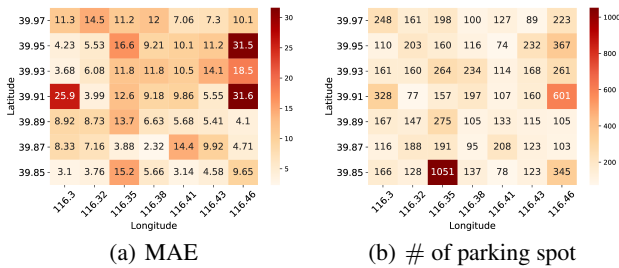 39.97 11.3 14.5 11.2 12 7.06 7.3 10.1
39.95 4.23 5.53 16.6 9.21 10.1 11.1 31.5
39.93 3.68 6.08 11.8 11.8 10.5 14.1 18.5
39.91 25.9 3.99 12.6 9.18 9.86 5.55 31.6
39.89 8.92 8.73 13.7 6.63 5.68 5.41 4.1
39.87 8.33 7.16 3.88 2.32 14.4 9.92 4.71
39.85 3.1 3.76 15.2 5.66 3.14 4.58 9.65
116.3 116.32 116.35 116.38 116.41 116.43 116.46
Latitude
Longitude
30
25
20
15
10
5
(a) MAE
39.97 248 161 198 100 127 89 223
39.95 110 203 160 116 74 232 367
39.93 161 160 264 234 114 168 261
39.91 328 77 157 197 107 160 601
39.89 167 147 275 105 133 115 105
39.87 116 188 191 95 208 123 103
39.85 166 128 1051 137 78 123 345
116.3 116.32 116.35 116.38 116.41 116.43 116.46
Latitude
Longitude
1000
800
600
400
200
(b) # of parking spot